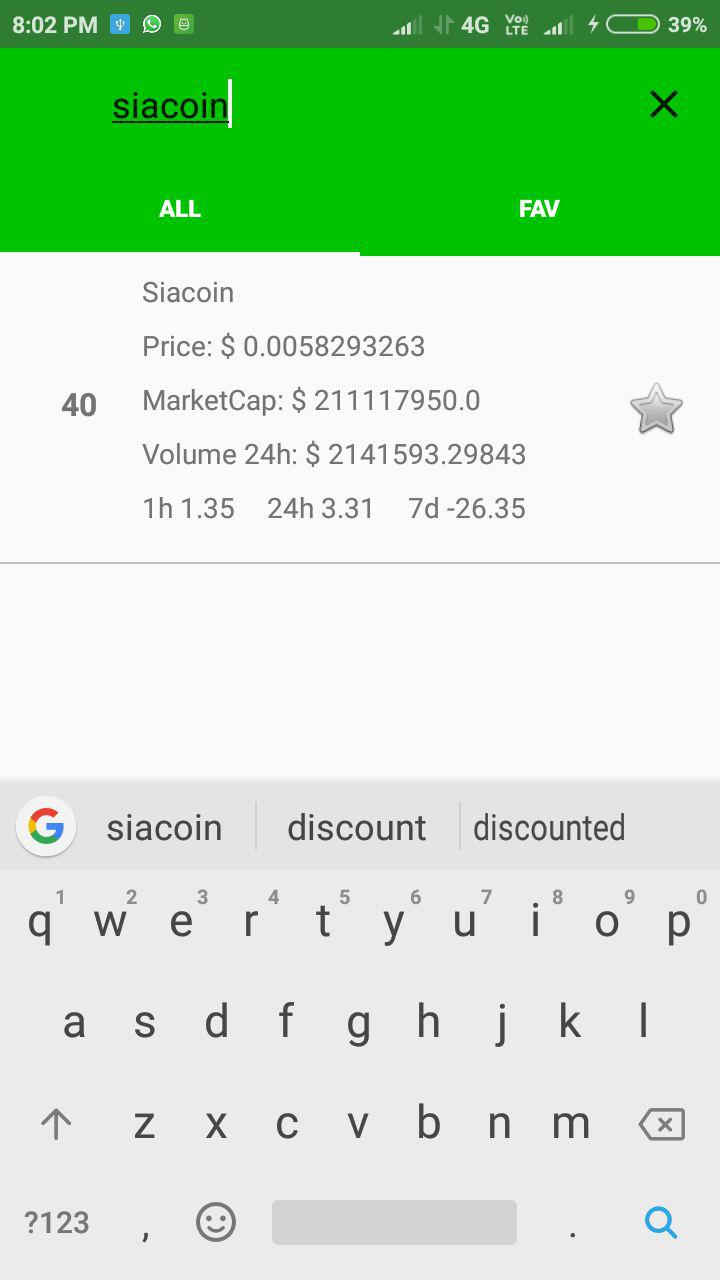 8:02 PM 4G Vo)) LTE 39%
siacoin
ALL FAV
Siacoin
Price: $ 0.0058293263
40 MarketCap: $ 211117950.0
Volume 24h: $ 2141593.29843
1h 1.35 24h 3.31 7d -26.35
siacoin discount discounted
1 2 3 4 5 6 7 8 9 0
q w e r t y u i o p
a s d f g h j k l
z x c v b n m
?123 , .